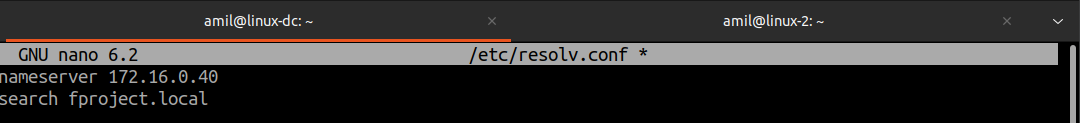 amil@linux-dc: ~ × amil@linux-2: ~ ×
GNU nano 6.2 /etc/resolv.conf *
nameserver 172.16.0.40
search fproject.local